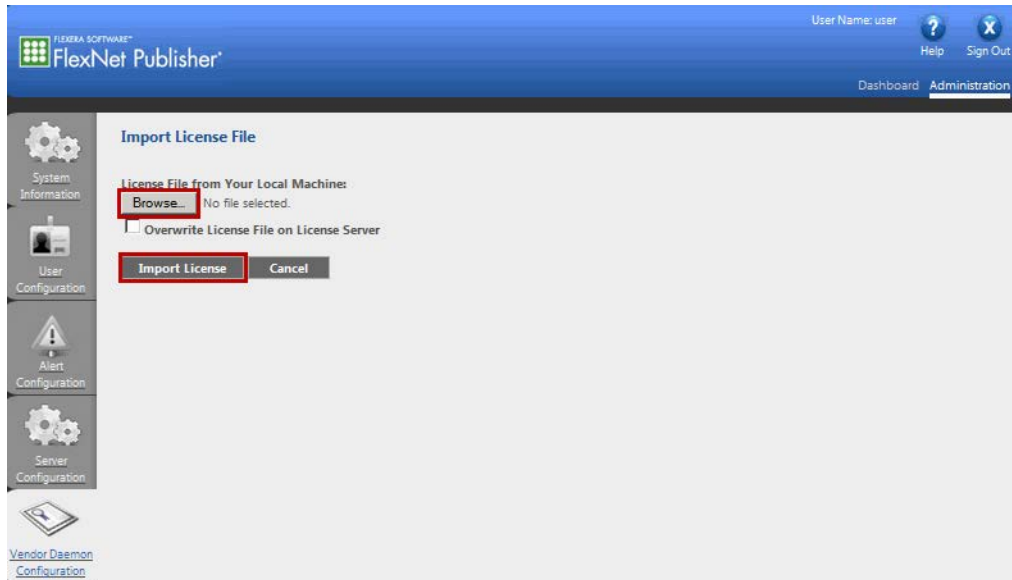 User Name: user
FLEXERA SOFTWARE™
FlexNet Publisher®
Help
Sign Out
Dashboard
Administration
System
Information
User
Configuration
Alert
Configuration
Server
Configuration
Vendor Daemon
Configuration
Import License File
License File from Your Local Machine:
Browse... No file selected.
Overwrite License File on License Server
Import License
Cancel